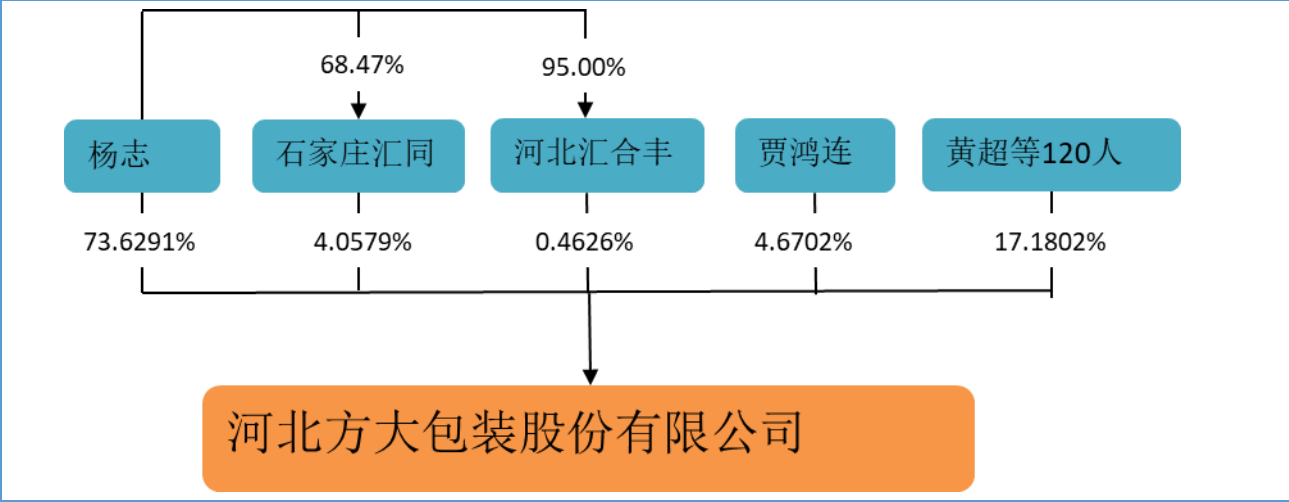 68.47%
95.00%
杨志
石家庄汇同
河北汇合丰
贾鸿连
黄超等120人
73.6291%
4.0579%
0.4626%
4.6702%
17.1802%
河北方大包装股份有限公司